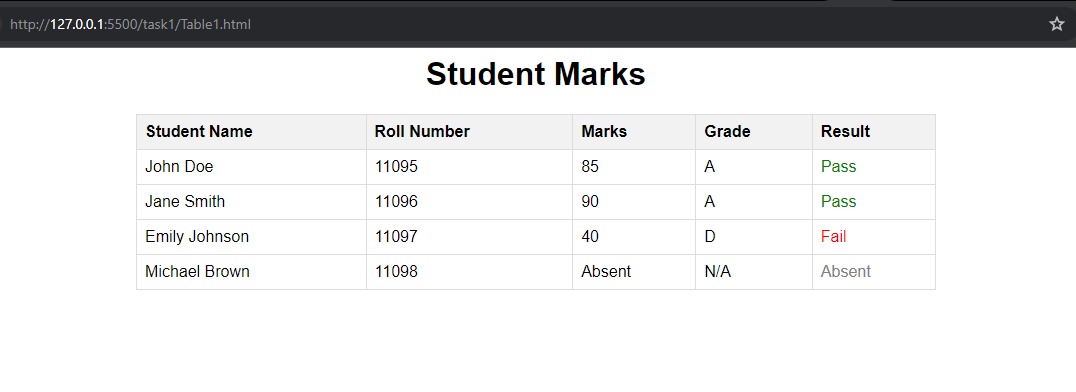 http://127.0.0.1:5500/task1/Table1.html
Student Marks
Student Name Roll Number Marks Grade Result
John Doe 11095 85 A Pass
Jane Smith 11096 90 A Pass
Emily Johnson 11097 40 D Fail
Michael Brown 11098 Absent N/A Absent